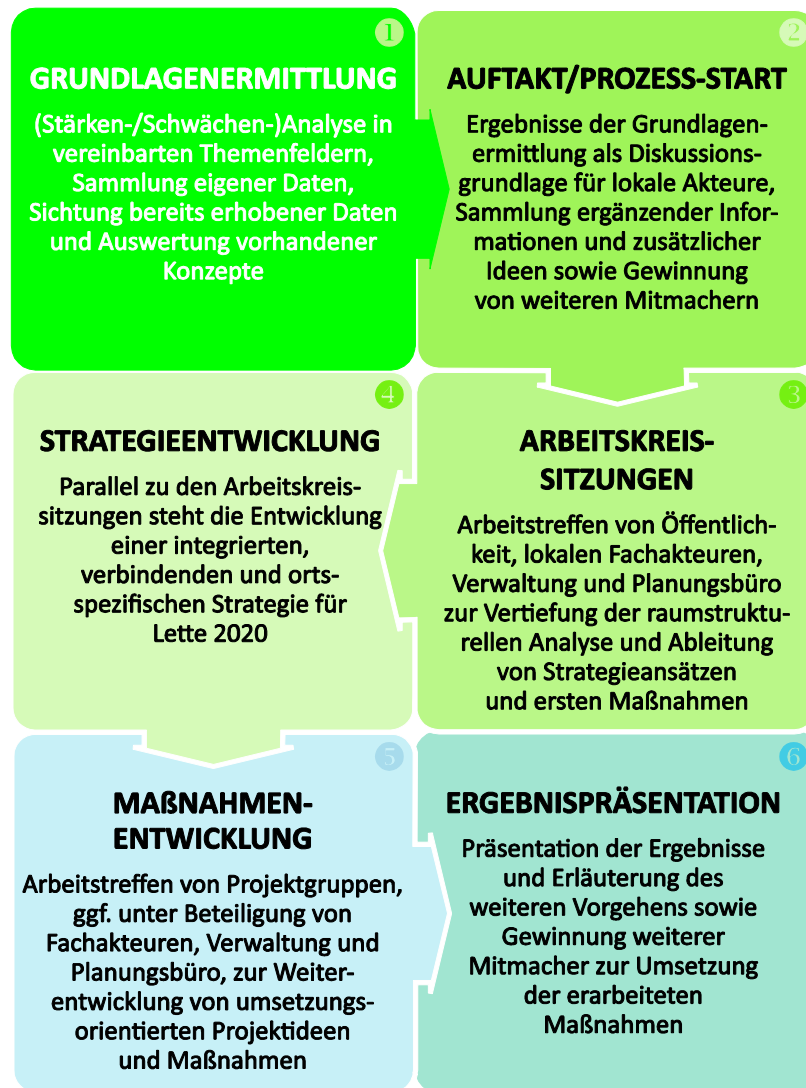 1
GRUNDLAGENERMITTLUNG
(Stärken-/Schwächen-)Analyse in
vereinbarten Themenfeldern,
Sammlung eigener Daten,
Sichtung bereits erhobener Daten
und Auswertung vorhandener
Konzepte
2
AUFTAKT/PROZESS-START
Ergebnisse der Grundlagen-
ermittlung als Diskussions-
grundlage für lokale Akteure,
Sammlung ergänzender Infor-
mationen und zusätzlicher
Ideen sowie Gewinnung
von weiteren Mitmachern
3
ARBEITSKREIS-
SITZUNGEN
Arbeitstreffen von Öffentlich-
keit, lokalen Fachakteuren,
Verwaltung und Planungsbüro
zur Vertiefung der raumstruktu-
rellen Analyse und Ableitung
von Strategieansätzen
und ersten Maßnahmen
4
STRATEGIEENTWICKLUNG
Parallel zu den Arbeitskreis-
sitzungen steht die Entwicklung
einer integrierten,
verbindenden und orts-
spezifischen Strategie für
Lette 2020
5
MAßNAHMEN-
ENTWICKLUNG
Arbeitstreffen von Projektgruppen,
ggf. unter Beteiligung von
Fachakteuren, Verwaltung und
Planungsbüro, zur Weiter-
entwicklung von umsetzungs-
orientierten Projektideen
und Maßnahmen
6
ERGEBNISPRÄSENTATION
Präsentation der Ergebnisse
und Erläuterung des
weiteren Vorgehens sowie
Gewinnung weiterer
Mitmacher zur Umsetzung
der erarbeiteten
Maßnahmen